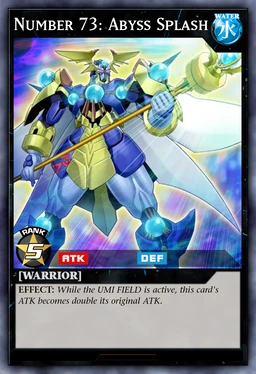 Number 73: Abyss Splash
WATER
水
RANK
5
ATK
DEF
[WARRIOR]
EFFECT: While the UMI FIELD is active, this card's
ATK becomes double its original ATK.